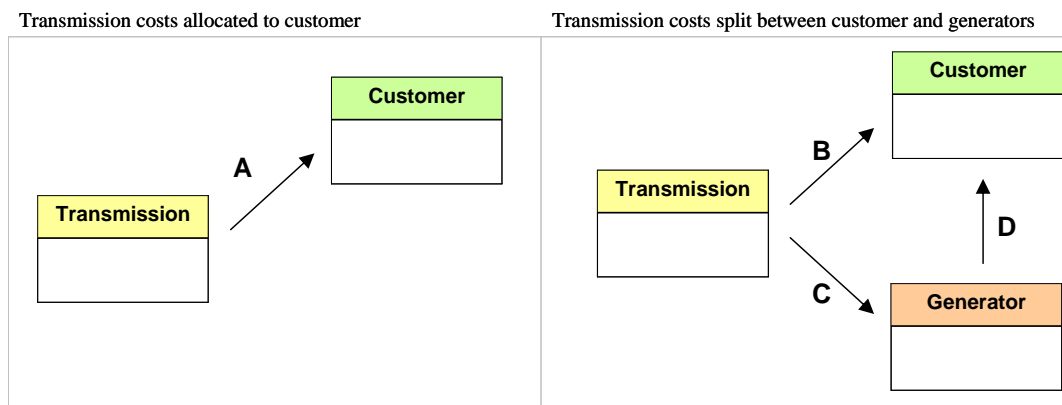 Transmission costs allocated to customer
Customer
A
Transmission
Transmission costs split between customer and generators
Customer
B
Transmission
D
C
Generator